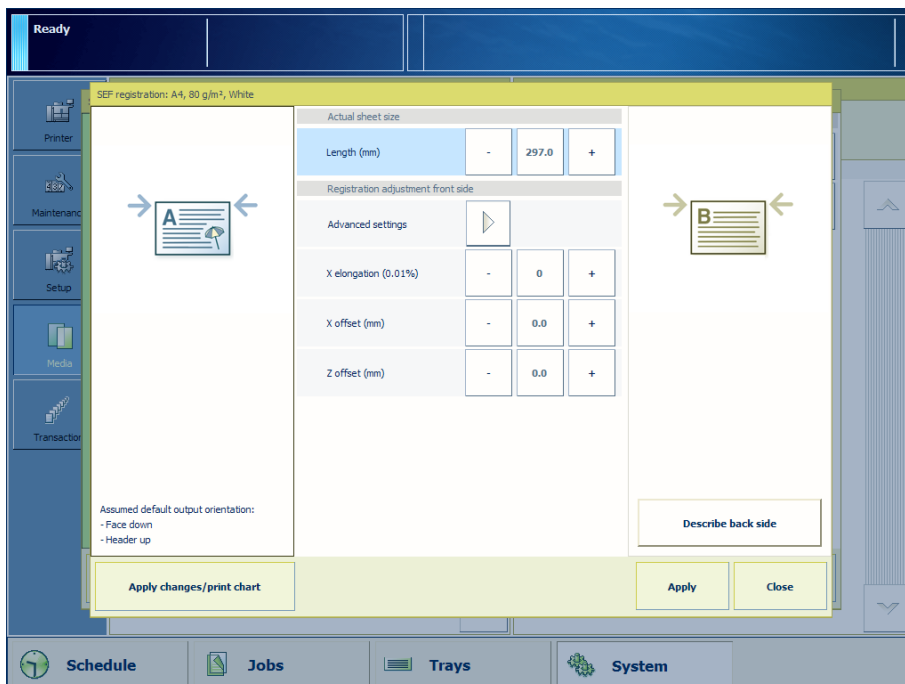 Ready
SEF registration: A4, 80 g/m², White
Printer
Maintenanc
Setup
Media
Transaction
A
Assumed default output orientation:
- Face down
- Header up
Actual sheet size
Length (mm)
- 297.0 +
Registration adjustment front side
Advanced settings
X elongation (0.01%)
- 0 +
X offset (mm)
- 0.0 +
Z offset (mm)
- 0.0 +
B
Describe back side
Apply changes/print chart
Apply
Close
Schedule
Jobs
Trays
System